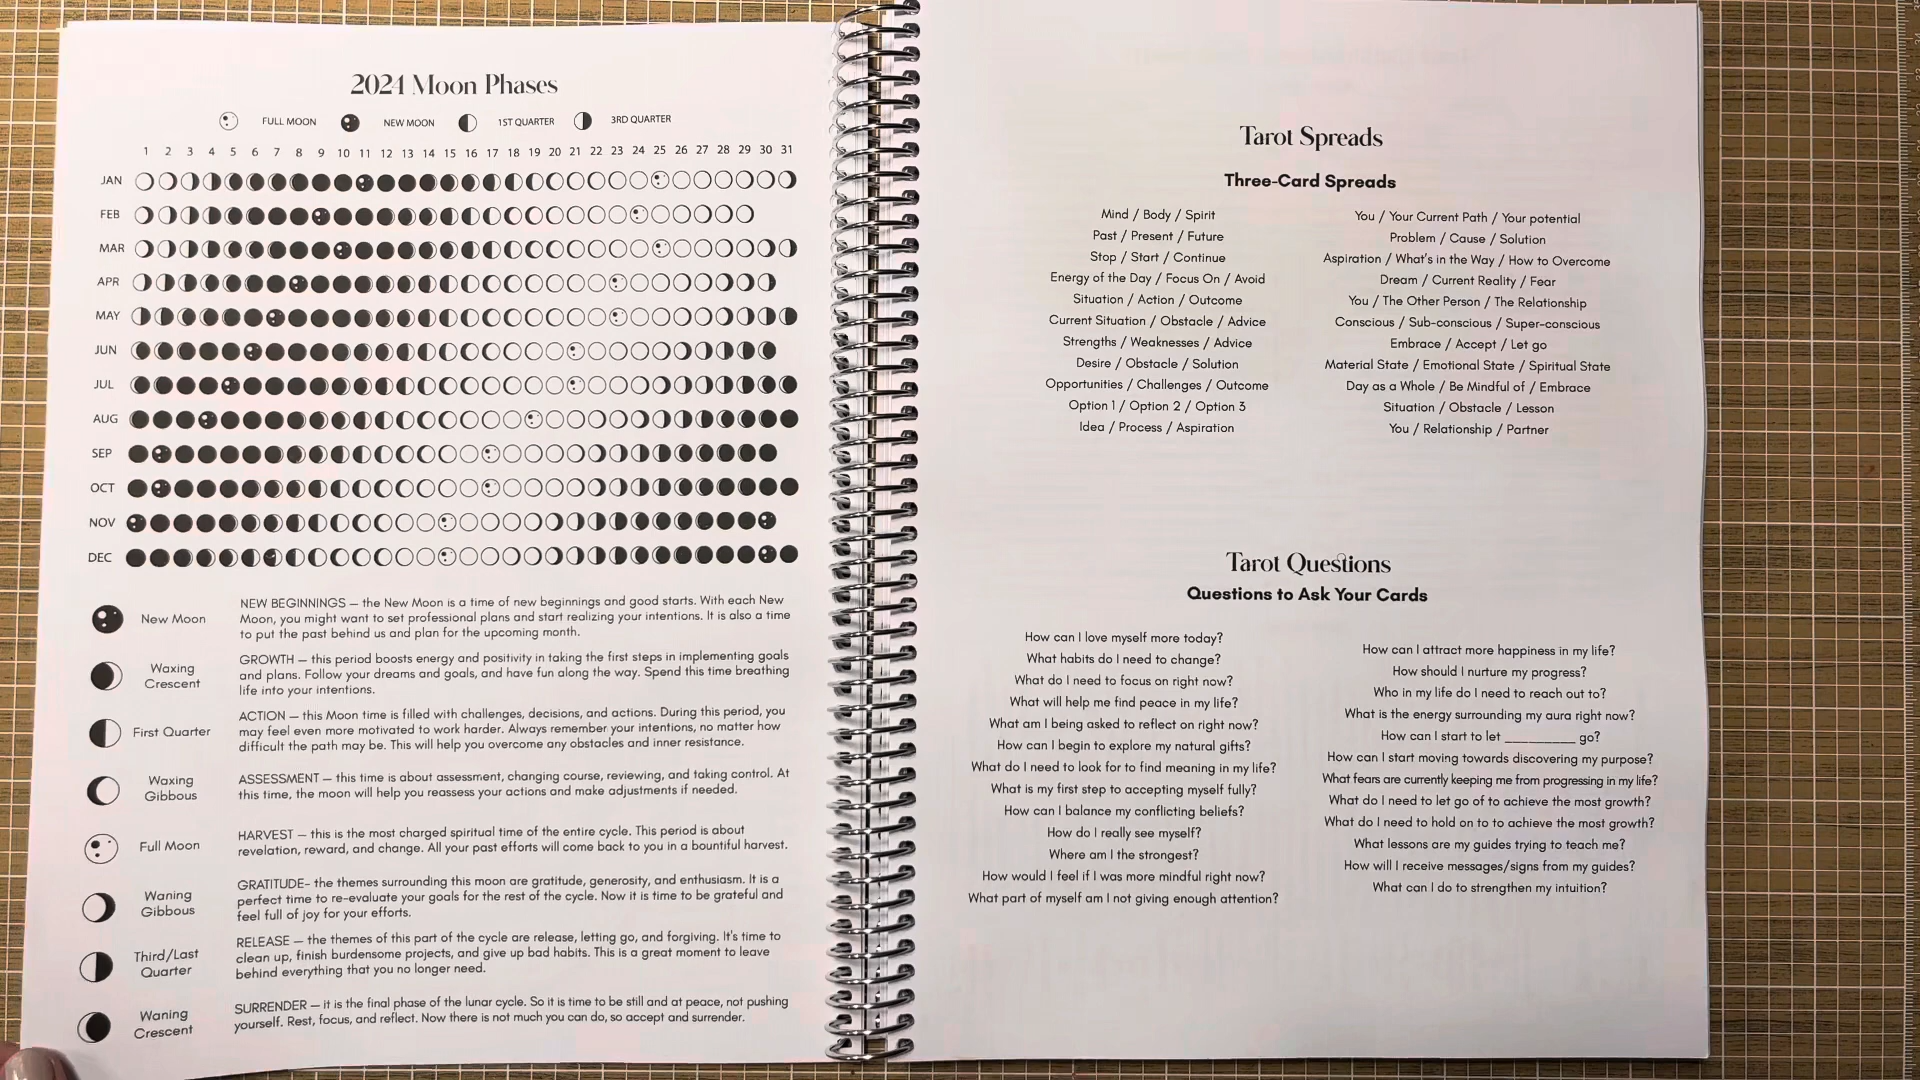 2024 Moon Phases
FULL MOON NEW MOON 1ST QUARTER 3RD QUARTER
1 2 3 4 5 6 7 8 9 10 11 12 13 14 15 16 17 18 19 20 21 22 23 24 25 26 27 28 29 30 31
JAN
FEB
MAR
APR
MAY
JUN
JUL
AUG
SEP
OCT
NOV
DEC
New Moon
NEW BEGINNINGS — the New Moon is a time of new beginnings and good starts. With each New
Moon, you might want to set professional plans and start realizing your intentions. It is also a time
to put the past behind us and plan for the upcoming month.
Waxing
Crescent
GROWTH — this period boosts energy and positivity in taking the first steps in implementing goals
and plans. Follow your dreams and goals, and have fun along the way. Spend this time breathing
life into your intentions.
First Quarter
ACTION — this Moon time is filled with challenges, decisions, and actions. During this period, you
may feel even more motivated to work harder. Always remember your intentions, no matter how
difficult the path may be. This will help you overcome any obstacles and inner resistance.
Waxing
Gibbous
ASSESSMENT — this time is about assessment, changing course, reviewing, and taking control. At
this time, the moon will help you reassess your actions and make adjustments if needed.
Full Moon
HARVEST — this is the most charged spiritual time of the entire cycle. This period is about
revelation, reward, and change. All your past efforts will come back to you in a bountiful harvest.
Waning
Gibbous
GRATITUDE– the themes surrounding this moon are gratitude, generosity, and enthusiasm. It is a
perfect time to re-evaluate your goals for the rest of the cycle. Now it is time to be grateful and
feel full of joy for your efforts.
Third/Last
Quarter
RELEASE — the themes of this part of the cycle are release, letting go, and forgiving. It's time to
clean up, finish burdensome projects, and give up bad habits. This is a great moment to leave
behind everything that you no longer need.
Waning
Crescent
SURRENDER — it is the final phase of the lunar cycle. So it is time to be still and at peace, not pushing
yourself. Rest, focus, and reflect. Now there is not much you can do, so accept and surrender.
Tarot Spreads
Three-Card Spreads
Mind / Body / Spirit
Past / Present / Future
Stop / Start / Continue
Energy of the Day / Focus On / Avoid
Situation / Action / Outcome
Current Situation / Obstacle / Advice
Strengths / Weaknesses / Advice
Desire / Obstacle / Solution
Opportunities / Challenges / Outcome
Option 1 / Option 2 / Option 3
Idea / Process / Aspiration
You / Your Current Path / Your potential
Problem / Cause / Solution
Aspiration / What's in the Way / How to Overcome
Dream / Current Reality / Fear
You / The Other Person / The Relationship
Conscious / Sub-conscious / Super-conscious
Embrace / Accept / Let go
Material State / Emotional State / Spiritual State
Day as a Whole / Be Mindful of / Embrace
Situation / Obstacle / Lesson
You / Relationship / Partner
Tarot Questions
Questions to Ask Your Cards
How can I love myself more today?
What habits do I need to change?
What do I need to focus on right now?
What will help me find peace in my life?
What am I being asked to reflect on right now?
How can I begin to explore my natural gifts?
What do I need to look for to find meaning in my life?
What is my first step to accepting myself fully?
How can I balance my conflicting beliefs?
How do I really see myself?
Where am I the strongest?
How would I feel if I was more mindful right now?
What part of myself am I not giving enough attention?
How can I attract more happiness in my life?
How should I nurture my progress?
Who in my life do I need to reach out to?
What is the energy surrounding my aura right now?
How can I start to let __________ go?
How can I start moving towards discovering my purpose?
What fears are currently keeping me from progressing in my life?
What do I need to let go of to achieve the most growth?
What do I need to hold on to to achieve the most growth?
What lessons are my guides trying to teach me?
How will I receive messages/signs from my guides?
What can I do to strengthen my intuition?